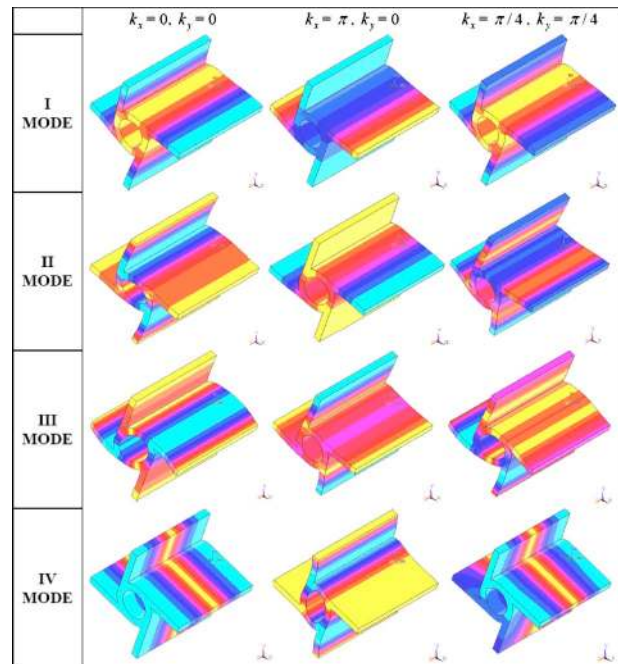 k_x = 0, k_y = 0
k_x = π, k_y = 0
k_x = π/4, k_y = π/4
I
MODE
II
MODE
III
MODE
IV
MODE